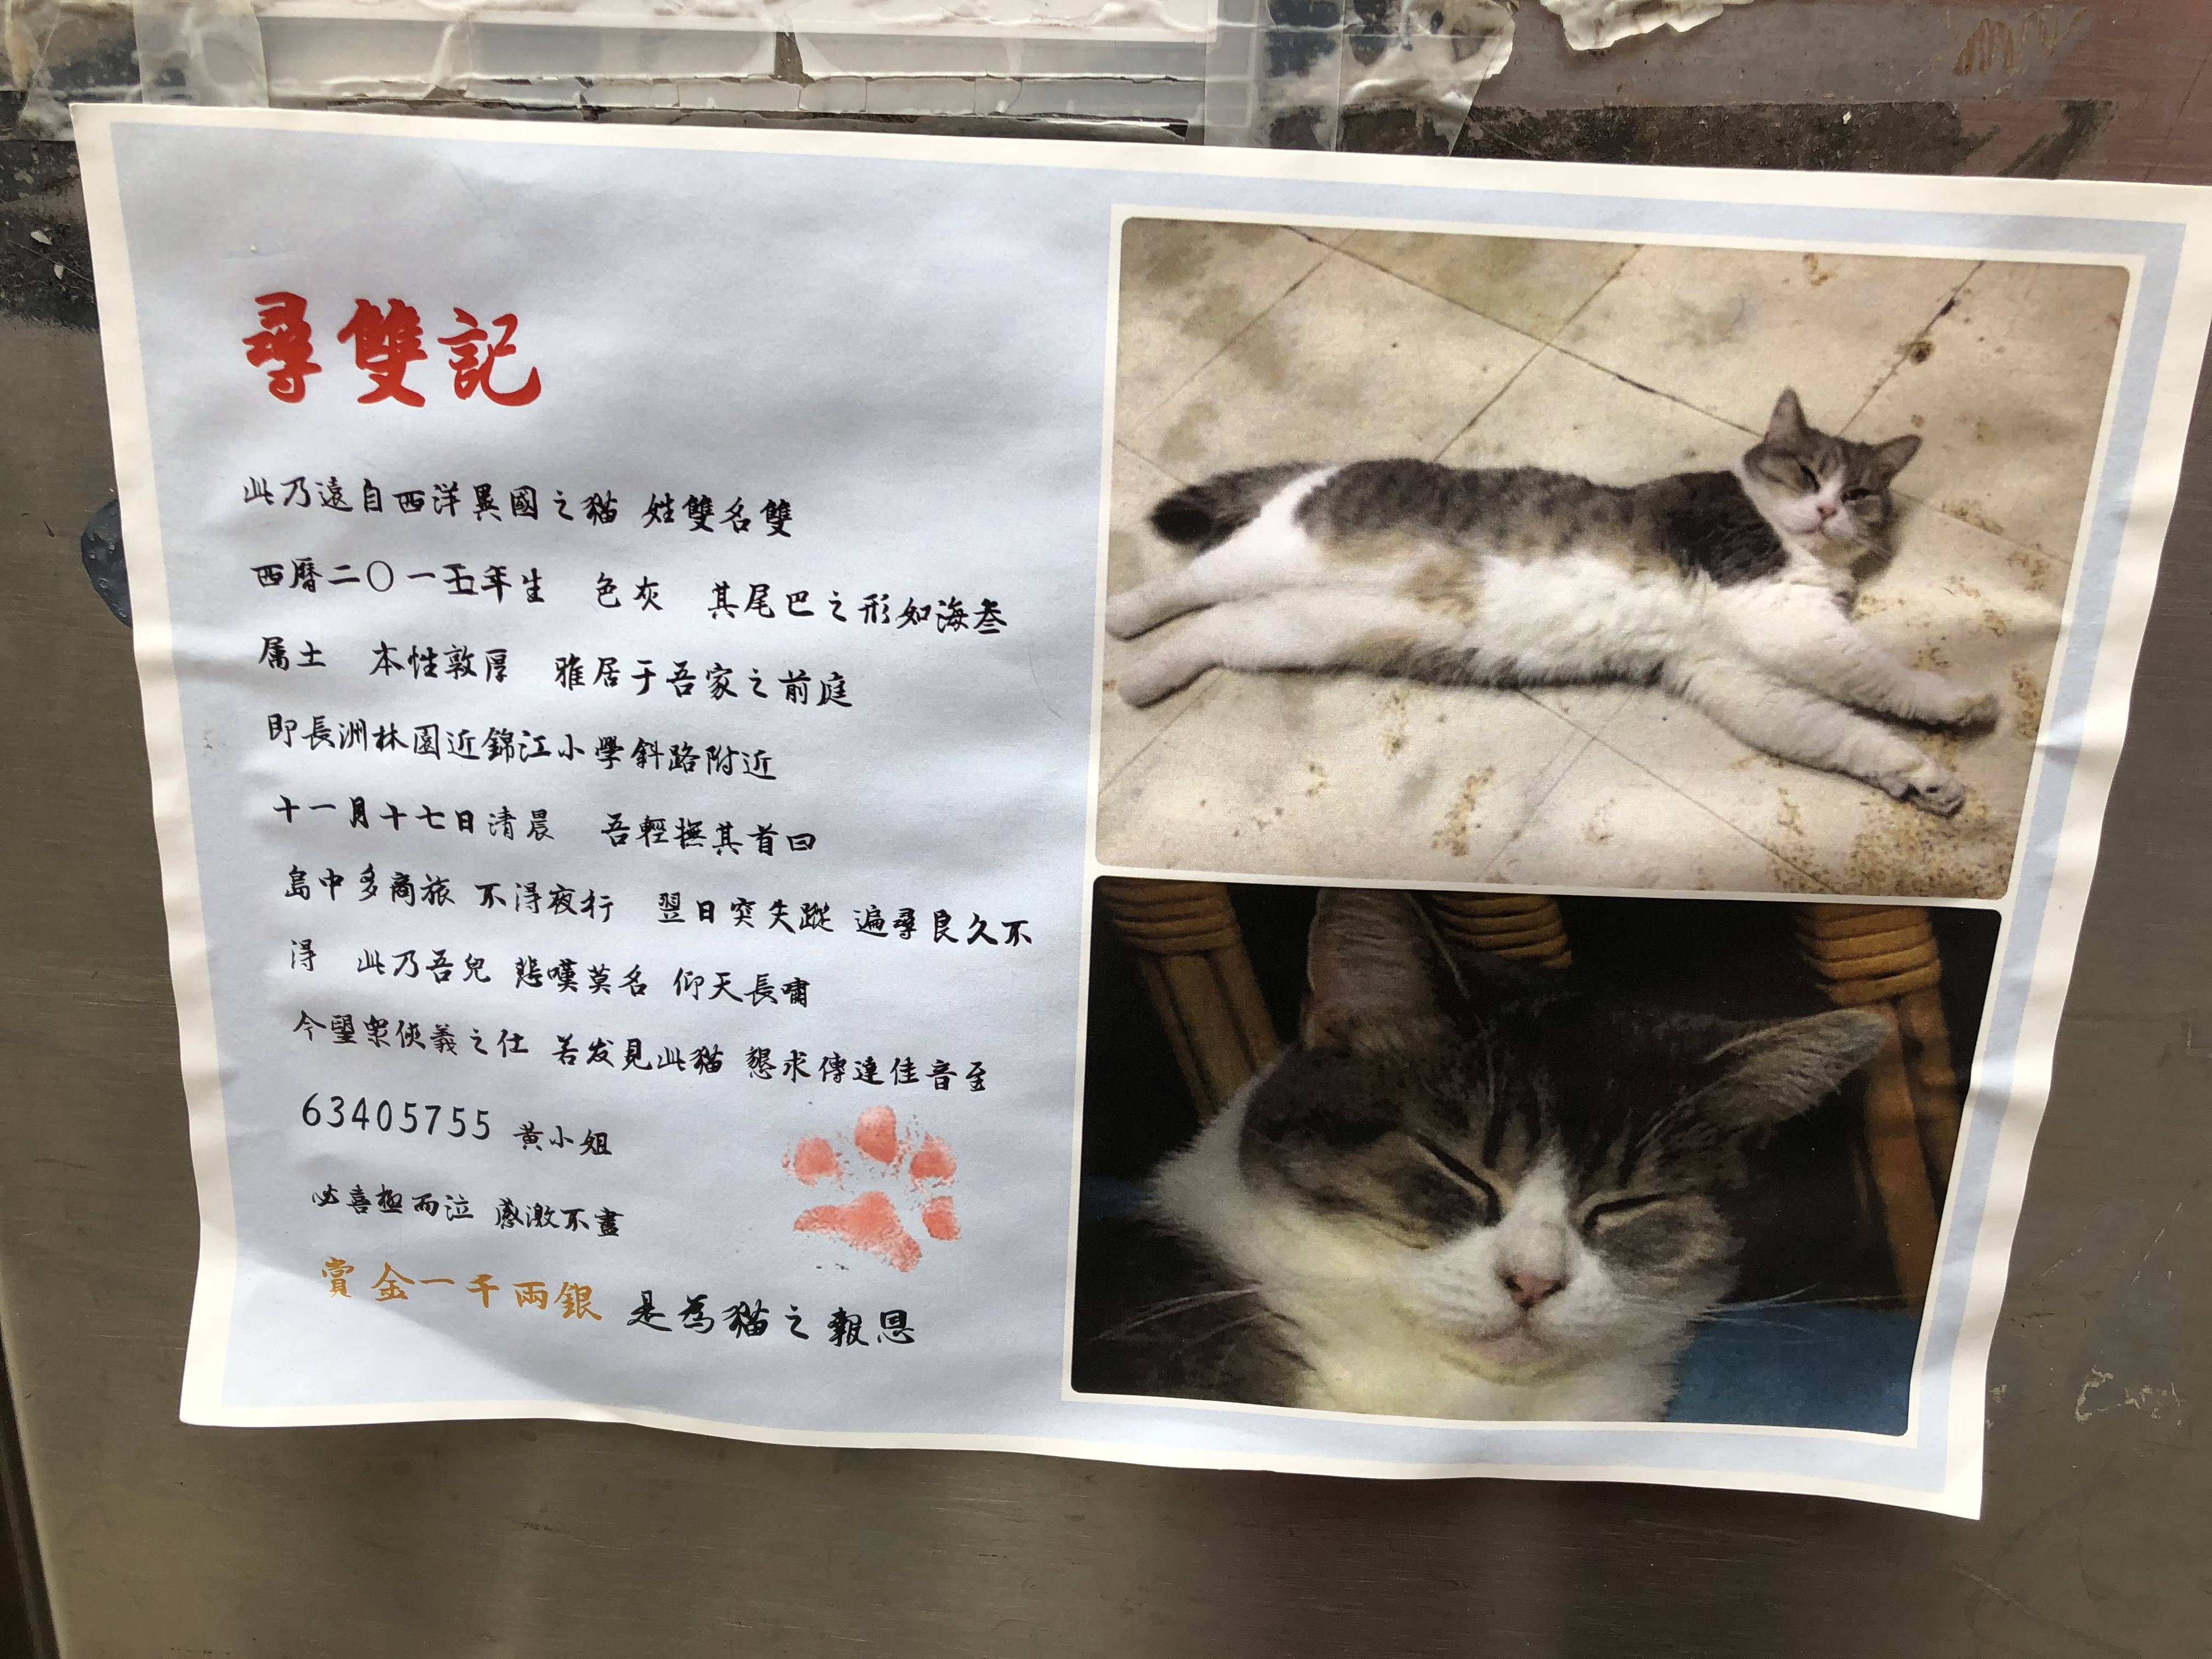 尋雙記
此乃遠自西洋異國之貓 姓雙名雙
西曆二〇一五年生 色灰 其尾巴之形如海叁
属土 本性敦厚 雅居于吾家之前庭
即長洲林園近錦江小學斜路附近
十一月十七日清晨 吾輕撫其首曰
島中多商旅 不淂夜行 翌日突失蹤 遍尋良久不
淂 此乃吾兒 悲嘆莫名 仰天長嘯
今望眾俠義之仕 若发見此貓 懇求傳達佳音至
63405755 黃小姐
必喜極而泣 感激不盡
賞金一千兩銀 是為貓之報恩